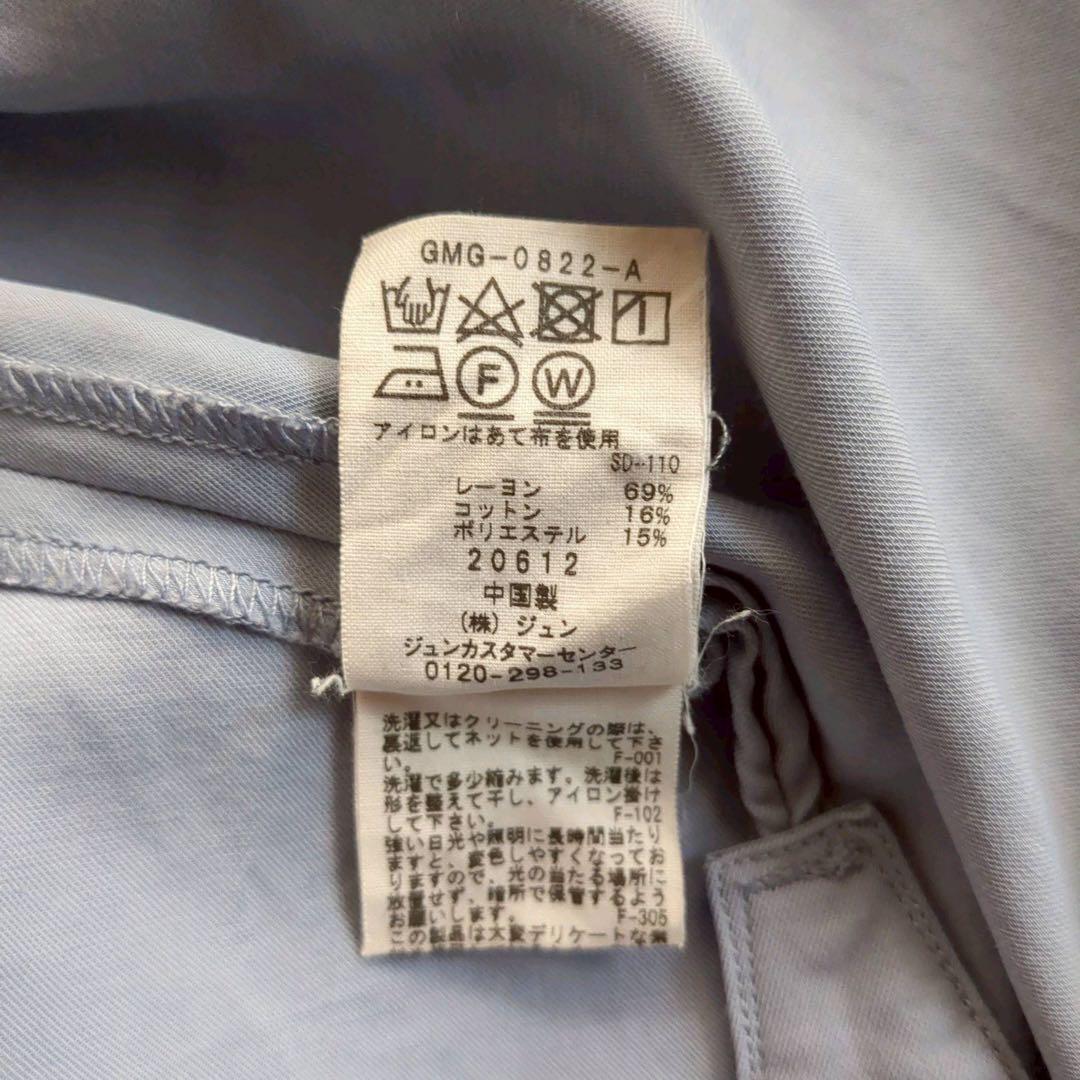 GMG-0822-A
F W
アイロンはあて布を使用
SD-110
レーヨン 69%
コットン 16%
ポリエステル 15%
20612
中国製
(株)ジュン
ジュンカスタマーセンター
0120-298-133
洗濯又はクリーニングの際は、
裏返してネットを使用して下さ
い。 F-001
洗濯で多少縮みます。洗濯後は
形を整えて干し、アイロン掛け
して下さい。 F-102
強い日光や照明に長時間当たり
ますと、変色しやすくなってお
りますので、光の当たる場所に
放置せず、暗所で保管するよう
お願いします。 F-305
この製品は大変デリケートな素